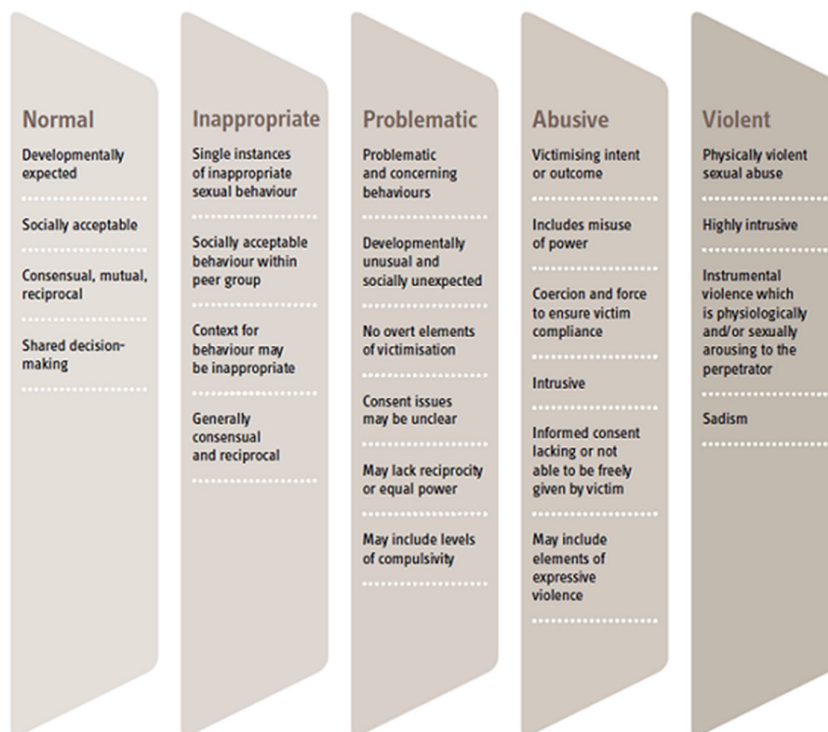 Normal
Developmentally
expected
Socially acceptable
Consensual, mutual,
reciprocal
Shared decision-
making
Inappropriate
Single instances
of inappropriate
sexual behaviour
Socially acceptable
behaviour within
peer group
Context for
behaviour may
be inappropriate
Generally
consensual
and reciprocal
Problematic
Problematic
and concerning
behaviours
Developmentally
unusual and
socially unexpected
No overt elements
of victimisation
Consent issues
may be unclear
May lack reciprocity
or equal power
May include levels
of compulsivity
Abusive
Victimising intent
or outcome
Includes misuse
of power
Coercion and force
to ensure victim
compliance
Intrusive
Informed consent
lacking or not
able to be freely
given by victim
May include
elements of
expressive
violence
Violent
Physically violent
sexual abuse
Highly intrusive
Instrumental
violence which
is physiologically
and/or sexually
arousing to the
perpetrator
Sadism